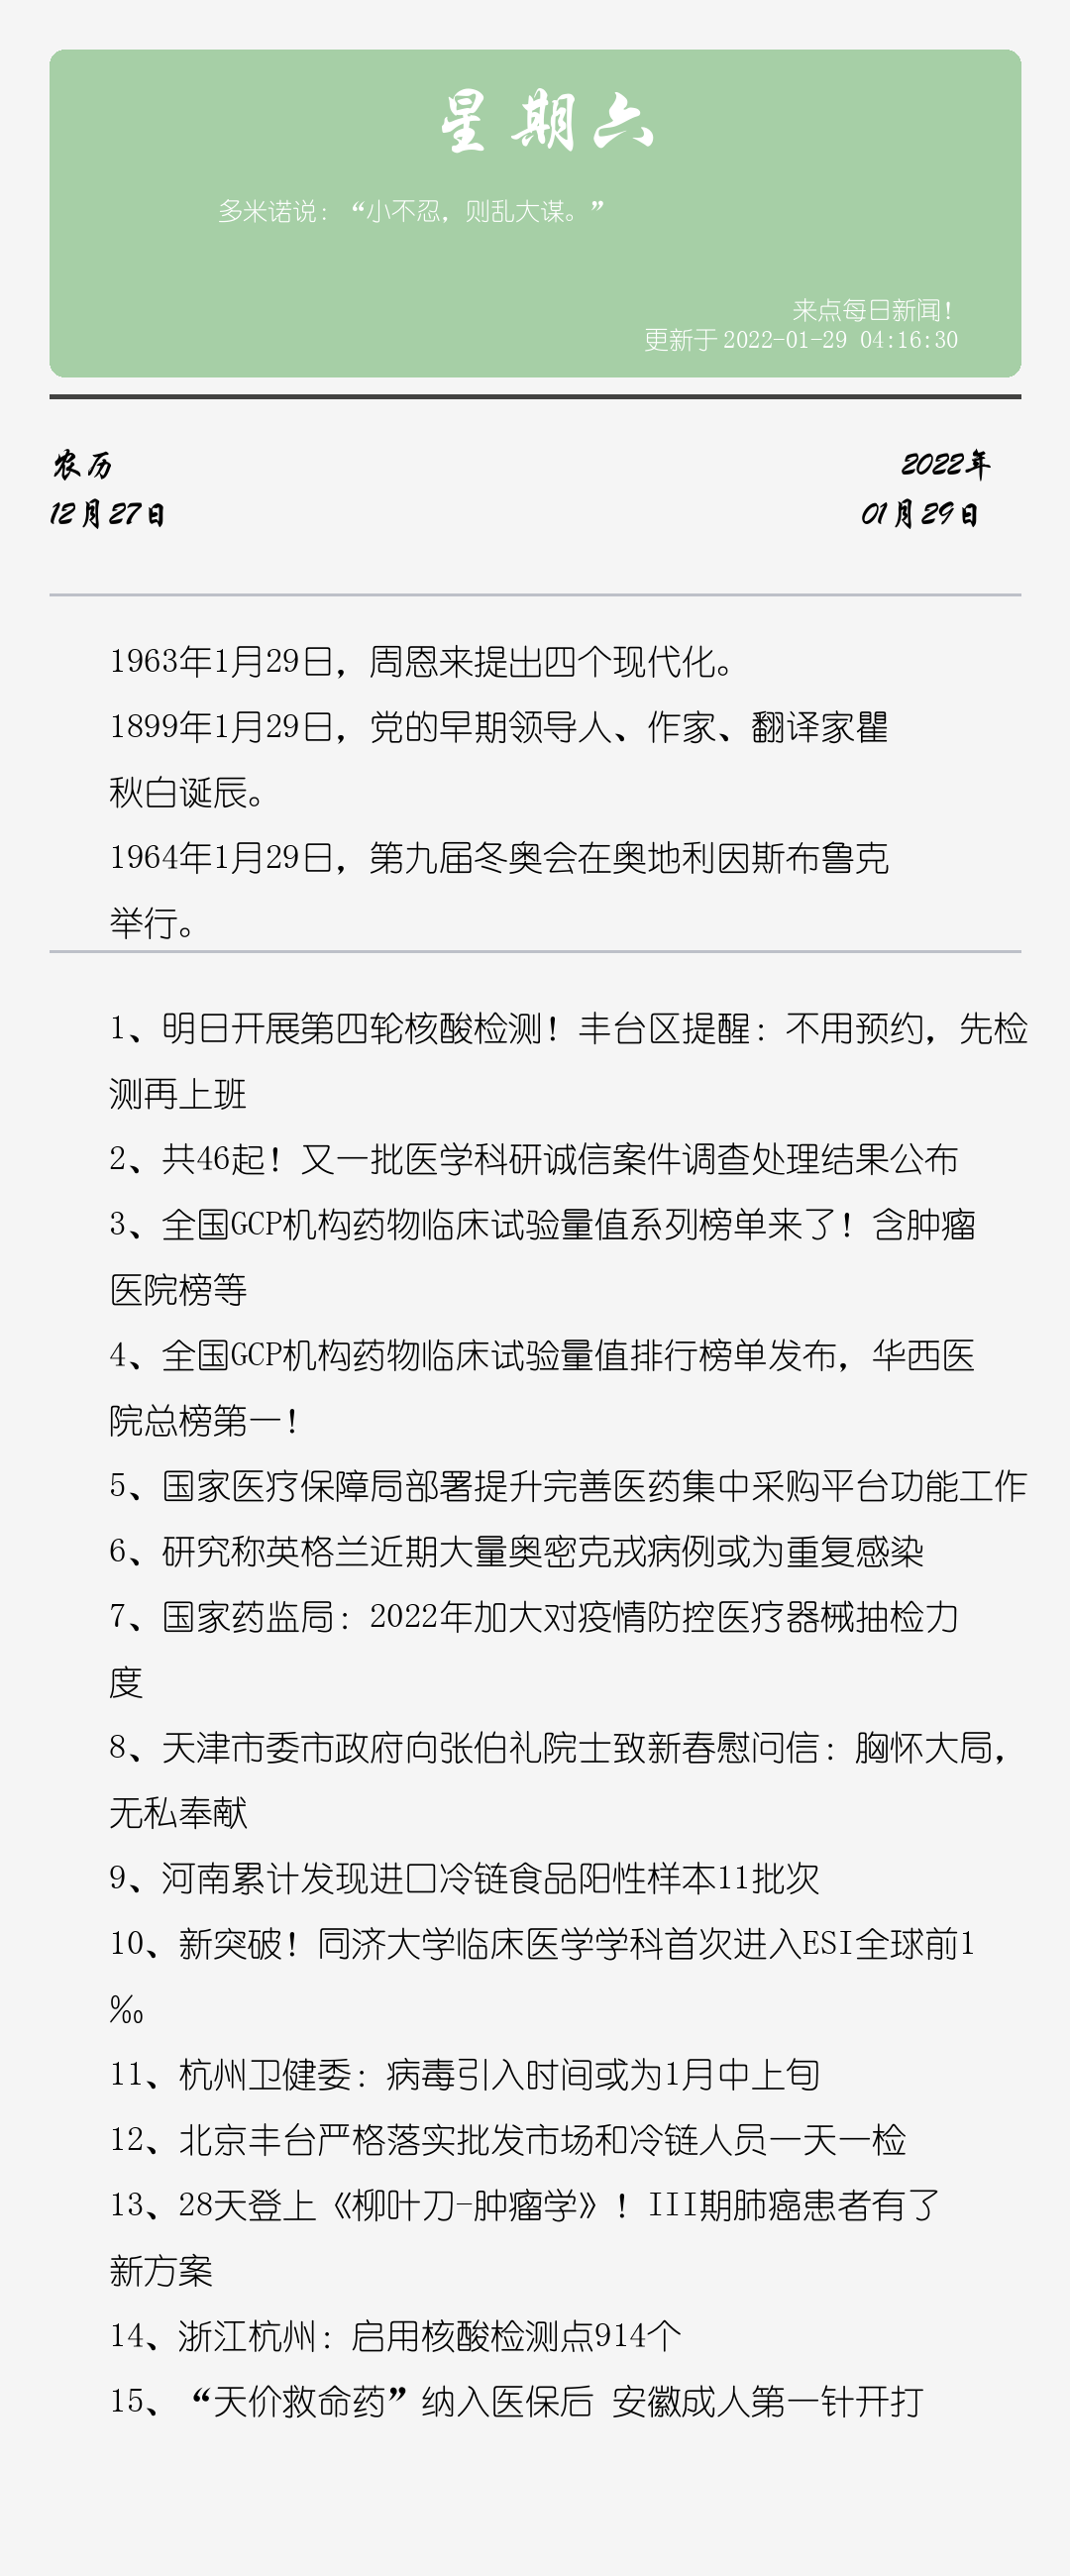 星期六
多米诺说：“小不忍，则乱大谋。”
来点每日新闻！
更新于 2022-01-29 04:16:30
农历
2022年
12月27日
01月29日
1963年1月29日，周恩来提出四个现代化。
1899年1月29日，党的早期领导人、作家、翻译家瞿
秋白诞辰。
1964年1月29日，第九届冬奥会在奥地利因斯布鲁克
举行。
1、明日开展第四轮核酸检测！丰台区提醒：不用预约，先检
测再上班
2、共46起！又一批医学科研诚信案件调查处理结果公布
3、全国GCP机构药物临床试验量值系列榜单来了！含肿瘤
医院榜等
4、全国GCP机构药物临床试验量值排行榜单发布，华西医
院总榜第一！
5、国家医疗保障局部署提升完善医药集中采购平台功能工作
6、研究称英格兰近期大量奥密克戎病例或为重复感染
7、国家药监局：2022年加大对疫情防控医疗器械抽检力
度
8、天津市委市政府向张伯礼院士致新春慰问信：胸怀大局，
无私奉献
9、河南累计发现进口冷链食品阳性样本11批次
10、新突破！同济大学临床医学学科首次进入ESI全球前1
‰
11、杭州卫健委：病毒引入时间或为1月中上旬
12、北京丰台严格落实批发市场和冷链人员一天一检
13、28天登上《柳叶刀-肿瘤学》！III期肺癌患者有了
新方案
14、浙江杭州：启用核酸检测点914个
15、“天价救命药”纳入医保后 安徽成人第一针开打